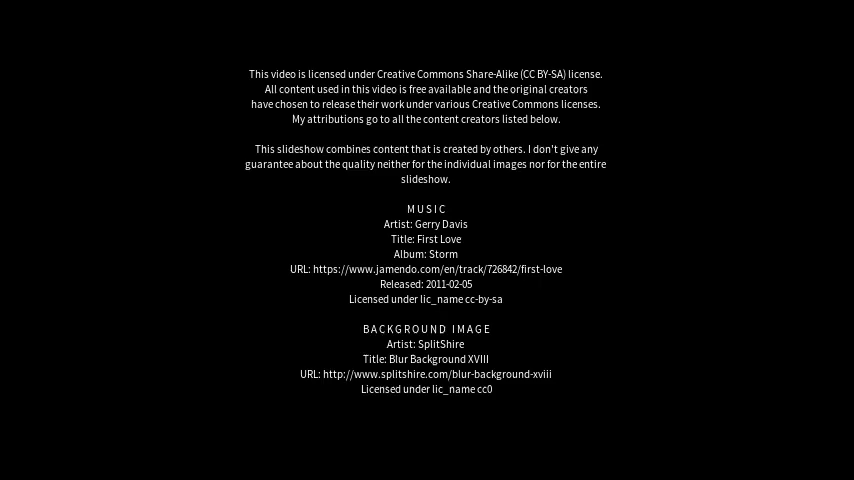 This video is licensed under Creative Commons Share-Alike (CC BY-SA) license.
All content used in this video is free available and the original creators
have chosen to release their work under various Creative Commons licenses.
My attributions go to all the content creators listed below.
This slideshow combines content that is created by others. I don't give any
guarantee about the quality neither for the individual images nor for the entire
slideshow.
MUSIC
Artist: Gerry Davis
Title: First Love
Album: Storm
URL: https://www.jamendo.com/en/track/726842/first-love
Released: 2011-02-05
Licensed under lic_name cc-by-sa
BACKGROUND IMAGE
Artist: SplitShire
Title: Blur Background XVIII
URL: http://www.splitshire.com/blur-background-xviii
Licensed under lic_name cc0